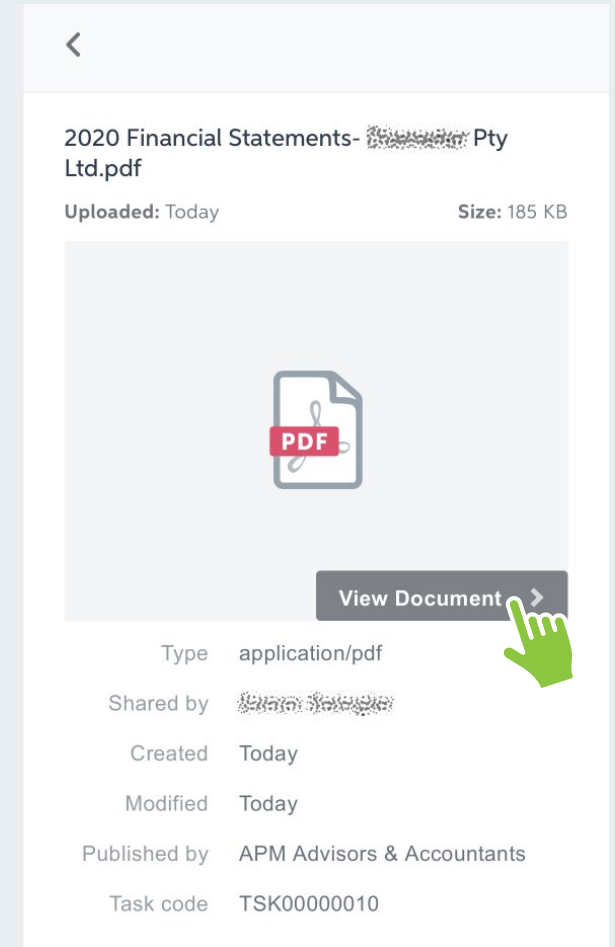 2020 Financial Statements- Pty
Ltd.pdf
Uploaded: Today Size: 185 KB
PDF
View Document
Type application/pdf
Shared by
Created Today
Modified Today
Published by APM Advisors & Accountants
Task code TSK00000010